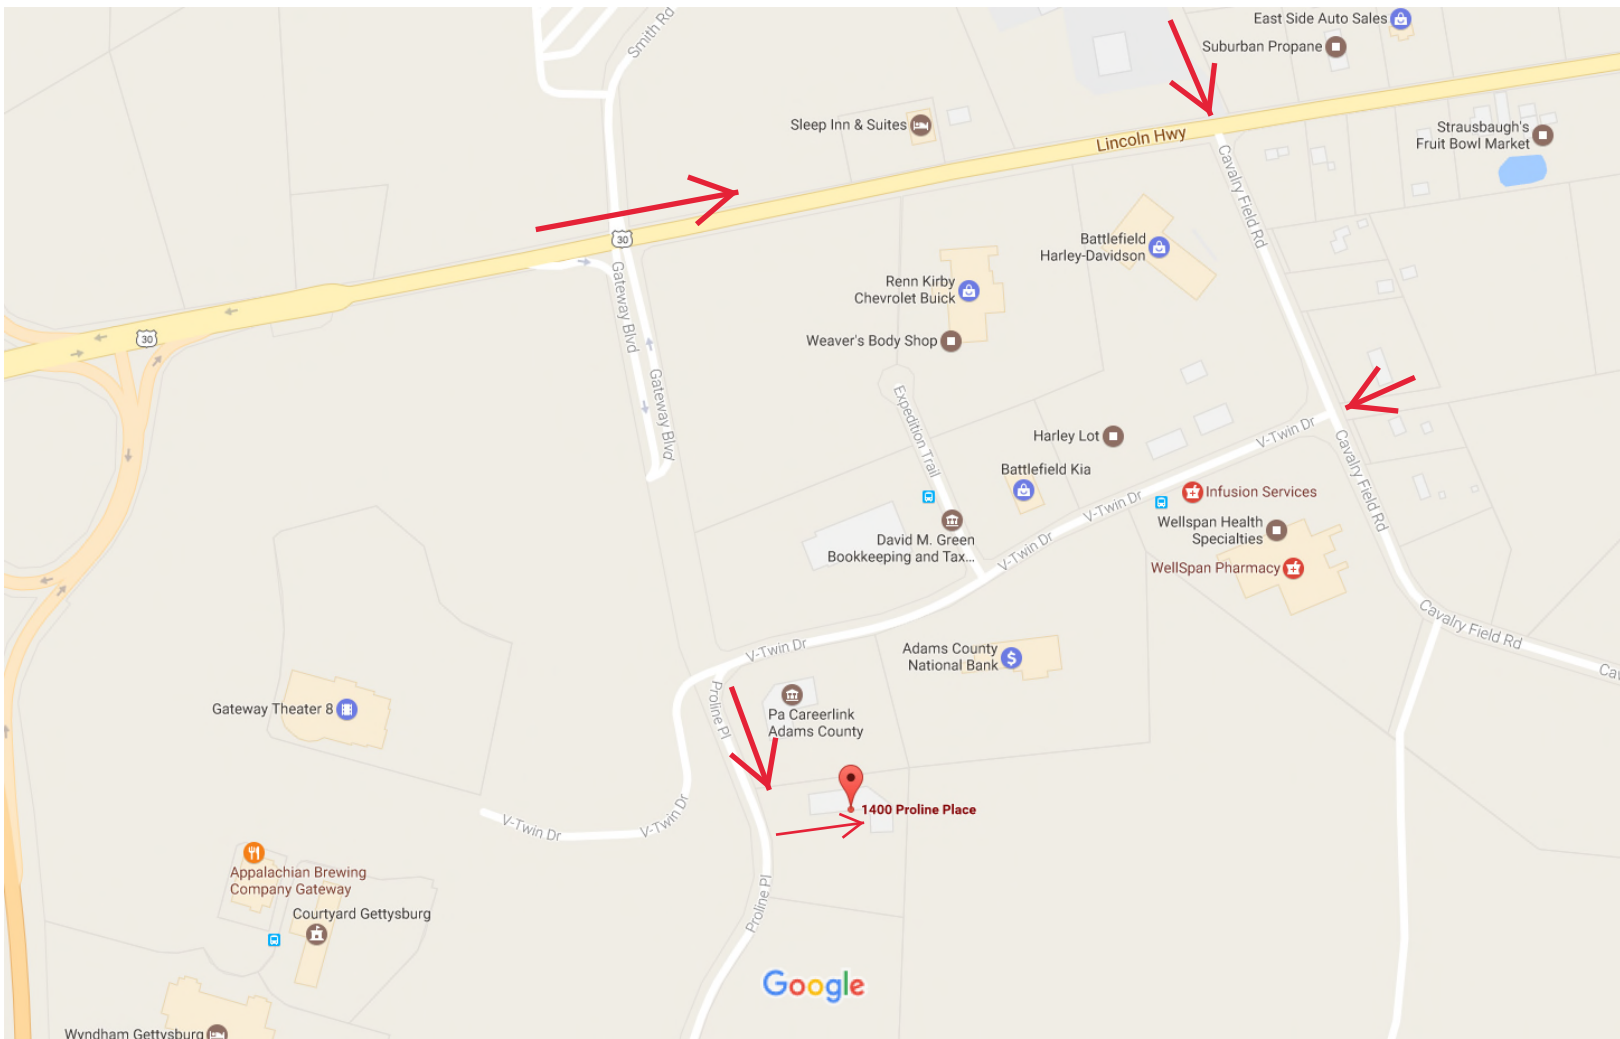 Smith Rd
East Side Auto Sales
Suburban Propane
Sleep Inn & Suites
Lincoln Hwy
Strausbaugh's
Fruit Bowl Market
Cavalry Field Rd
30
Battlefield
Harley-Davidson
Gateway Blvd
Renn Kirby
Chevrolet Buick
30
Weaver's Body Shop
Gateway Blvd
Expedition Trail
Harley Lot
V-Twin Dr
Cavalry Field Rd
Battlefield Kia
Infusion Services
V-Twin Dr
Wellspan Health
Specialties
David M. Green
Bookkeeping and Tax...
V-Twin Dr
WellSpan Pharmacy
Cavalry Field Rd
V-Twin Dr
Adams County
National Bank
$
Cav
Proline Pl
Gateway Theater 8
Pa Careerlink
Adams County
1400 Proline Place
V-Twin Dr
V-Twin Dr
Appalachian Brewing
Company Gateway
Proline Pl
Courtyard Gettysburg
Google
Wyndham Gettysburg